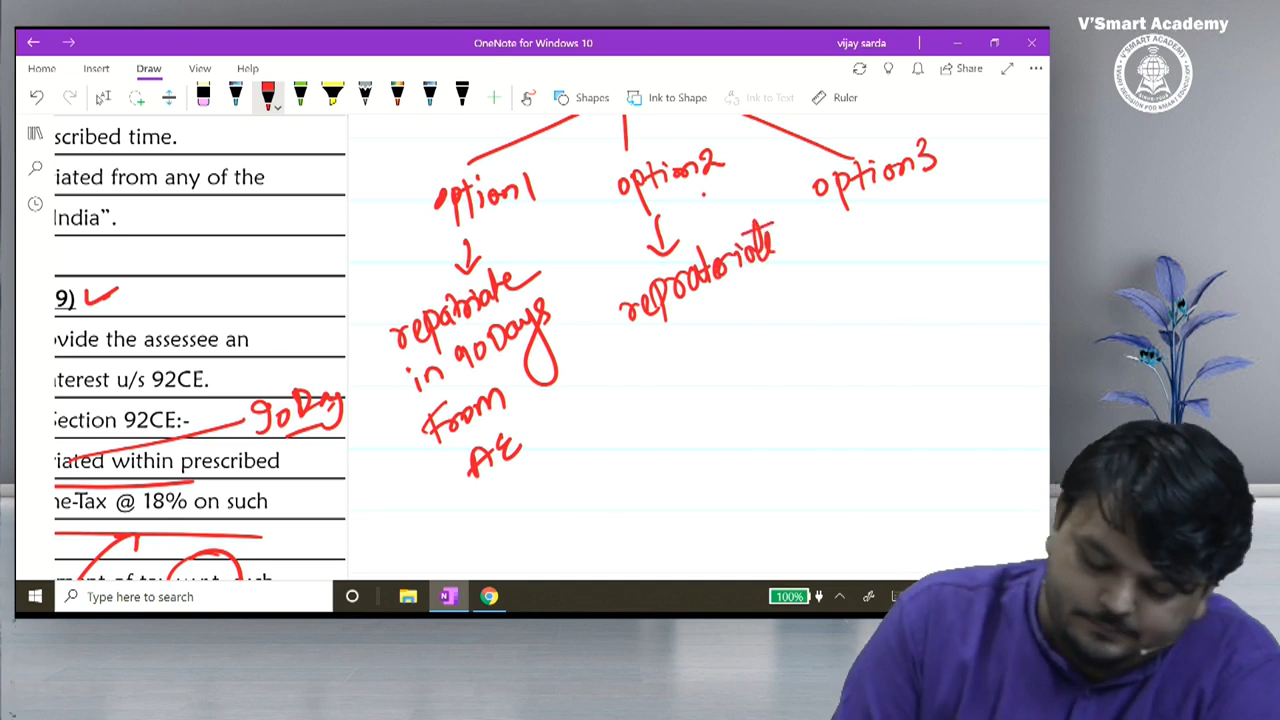 V'Smart Academy
OneNote for Windows 10
vijay sarda
Home Insert Draw View Help
Share
Shapes
Ink to Shape
Ink to Text
Ruler
scribed time.
iated from any of the
India".
9)
ovide the assessee an
nterest u/s 92CE.
Section 92CE:-
90 Day
iated within prescribed
ne-Tax @ 18% on such
option1
option2
option3
repatriate
in 90 Days
From
AE
repratoriate
Type here to search
100%